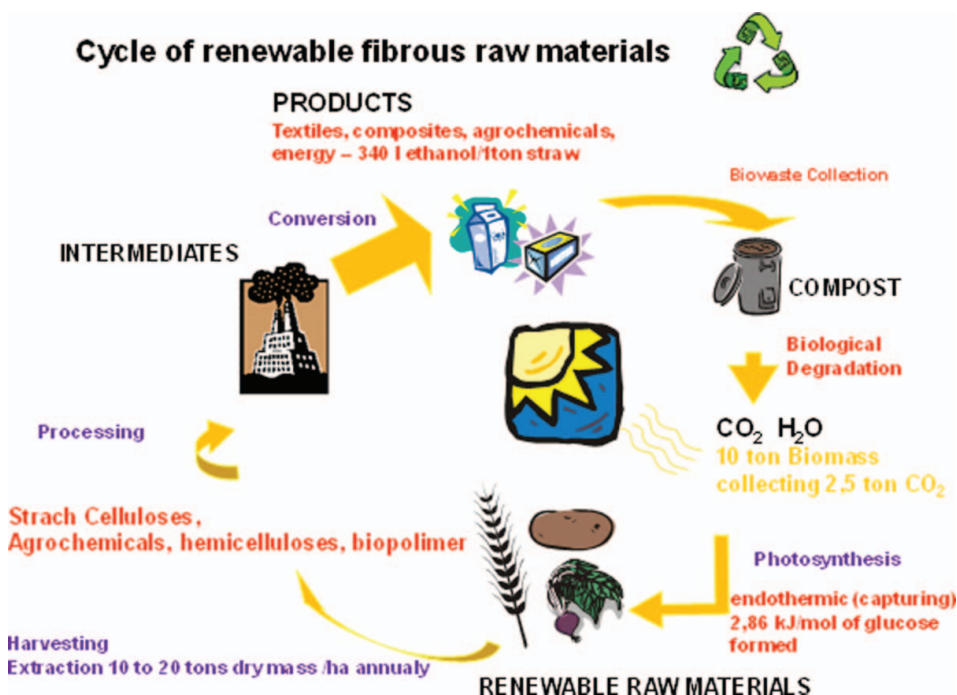 Cycle of renewable fibrous raw materials
PRODUCTS
Textiles, composites, agrochemicals,
energy – 340 l ethanol/1ton straw
Biowaste Collection
Conversion
INTERMEDIATES
COMPOST
Biological
Degradation
Processing
CO₂ H₂O
10 ton Biomass
collecting 2,5 ton CO₂
Strach Celluloses,
Agrochemicals, hemicelluloses, biopolimer
Photosynthesis
endothermic (capturing)
2,86 kJ/mol of glucose
formed
Harvesting
Extraction 10 to 20 tons dry mass /ha annualy
RENEWABLE RAW MATERIALS